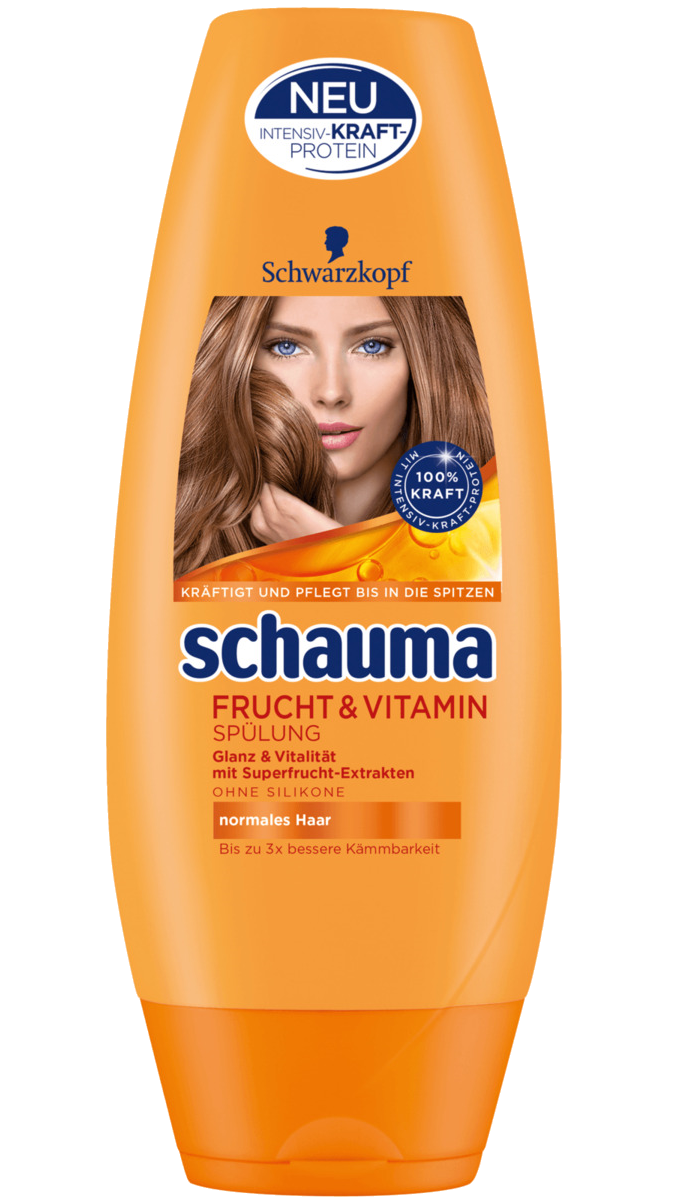 NEU
INTENSIV-KRAFT-
PROTEIN
Schwarzkopf
MIT INTENSIV-KRAFT-PROTEIN
100%
KRAFT
KRÄFTIGT UND PFLEGT BIS IN DIE SPITZEN
schauma
FRUCHT & VITAMIN
SPÜLUNG
Glanz & Vitalität
mit Superfrucht-Extrakten
OHNE SILIKONE
normales Haar
Bis zu 3x bessere Kämmbarkeit